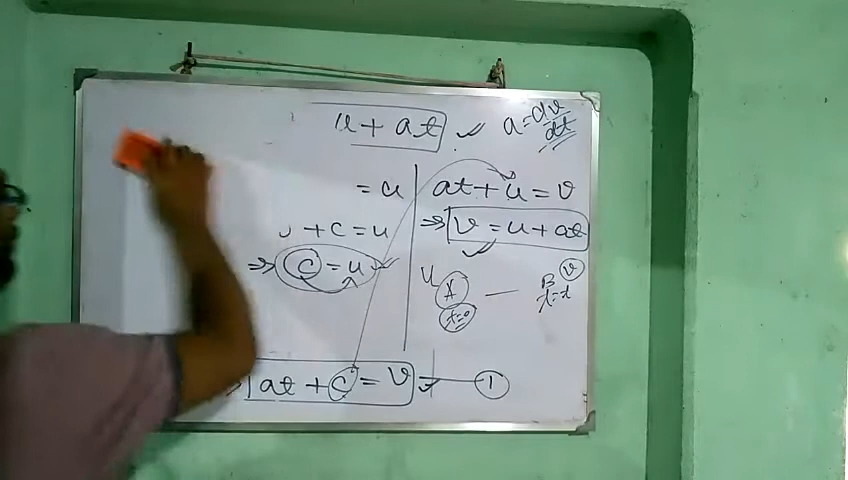 u + at
a = dv/dt
= u
+ c = u
⇒ c = u
at + u = v
⇒ v = u + at
u
A
t=0
B
v
t=t
at + c = v
1